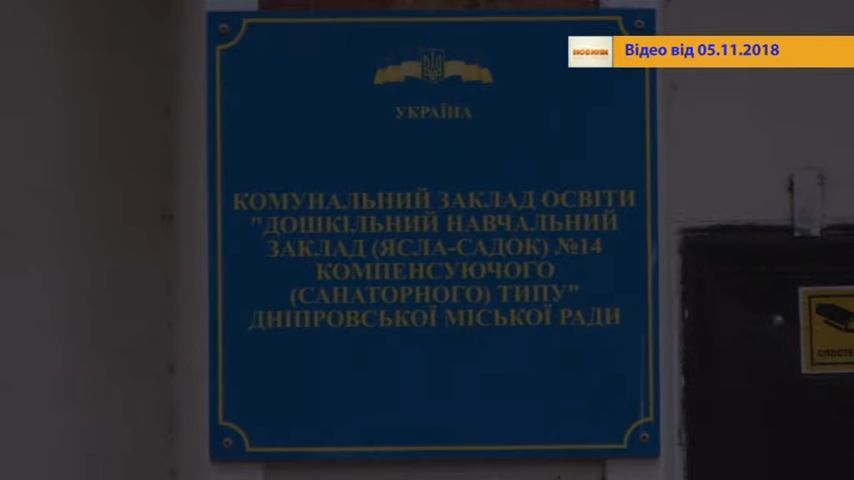 НОВИНИ
Відео від 05.11.2018
УКРАЇНА
КОМУНАЛЬНИЙ ЗАКЛАД ОСВІТИ
"ДОШКІЛЬНИЙ НАВЧАЛЬНИЙ
ЗАКЛАД (ЯСЛА-САДОК) №14
КОМПЕНСУЮЧОГО
(САНАТОРНОГО) ТИПУ"
ДНІПРОВСЬКОЇ МІСЬКОЇ РАДИ